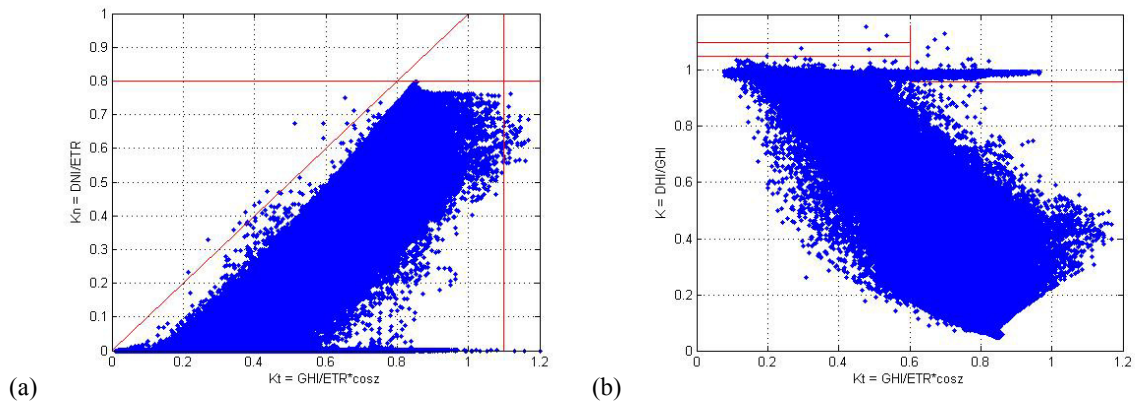 1
0.9
0.8
0.7
0.6
0.5
0.4
0.3
0.2
0.1
0
Kn = DNI/ETR
0 0.2 0.4 0.6 0.8 1 1.2
Kt = GHI/ETR*cosz
(a)
1
0.8
0.6
0.4
0.2
0
K = DHI/GHI
0 0.2 0.4 0.6 0.8 1 1.2
Kt = GHI/ETR*cosz
(b)